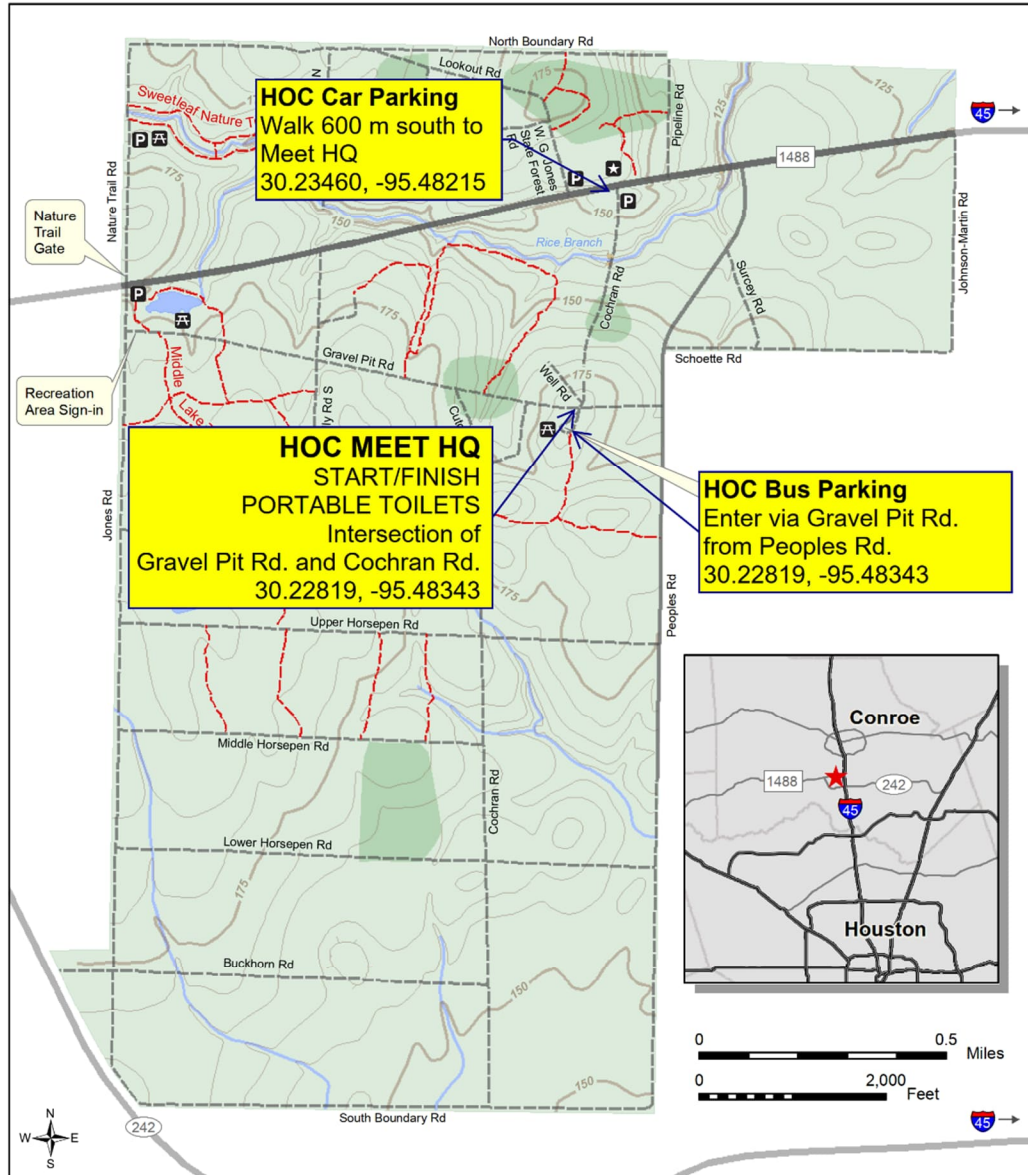 North Boundary Rd
Lookout Rd
175
125
45
HOC Car Parking
Walk 600 m south to
Meet HQ
30.23460, -95.48215
N
Rd
W. G. Jones
State Forest
Pipeline Rd
Sweetleaf Nature
P
P
P
1488
175
175
150
150
Nature Trail Rd
Nature
Trail
Gate
Rice Branch
Johnson-Martin Rd
Surcey Rd
Cochran Rd
P
150
175
Schoette Rd
Gravel Pit Rd
Well Rd
175
Recreation
Area Sign-in
Middle
Lake
ly Rd S
HOC MEET HQ
START/FINISH
PORTABLE TOILETS
Intersection of
Gravel Pit Rd. and Cochran Rd.
30.22819, -95.48343
HOC Bus Parking
Enter via Gravel Pit Rd.
from Peoples Rd.
30.22819, -95.48343
Jones Rd
175
Peoples Rd
Upper Horsepen Rd
Middle Horsepen Rd
Cochran Rd
Lower Horsepen Rd
175
Buckhorn Rd
150
150
South Boundary Rd
Conroe
1488
242
45
Houston
0
0.5
Miles
0
2,000
Feet
N
W
E
S
242
45